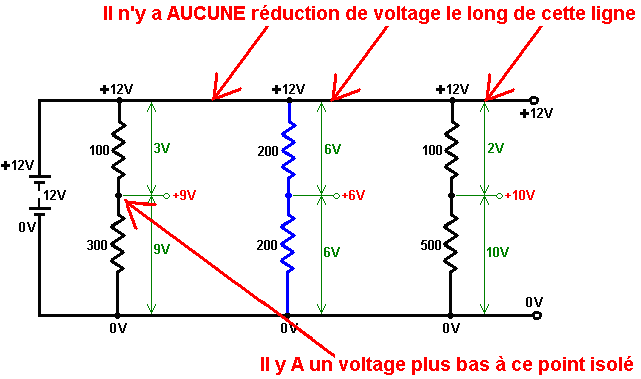 Il n'y a AUCUNE réduction de voltage le long de cette ligne
+12V +12V +12V
+12V
100 3V 200 6V 100 2V
+12V
12V
+9V +6V +10V
0V
300 9V 200 6V 500 10V
0V
0V 0V 0V
Il y A un voltage plus bas à ce point isolé